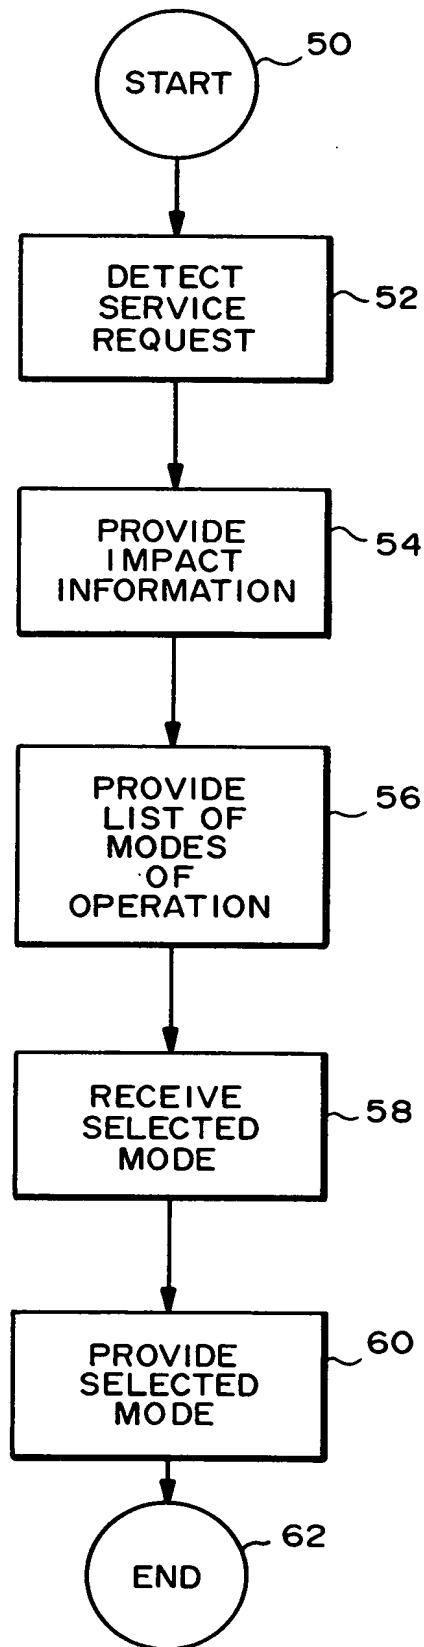 50
START
DETECT
SERVICE
REQUEST
52
PROVIDE
IMPACT
INFORMATION
54
PROVIDE
LIST OF
MODES
OF
OPERATION
56
RECEIVE
SELECTED
MODE
58
PROVIDE
SELECTED
MODE
60
END
62